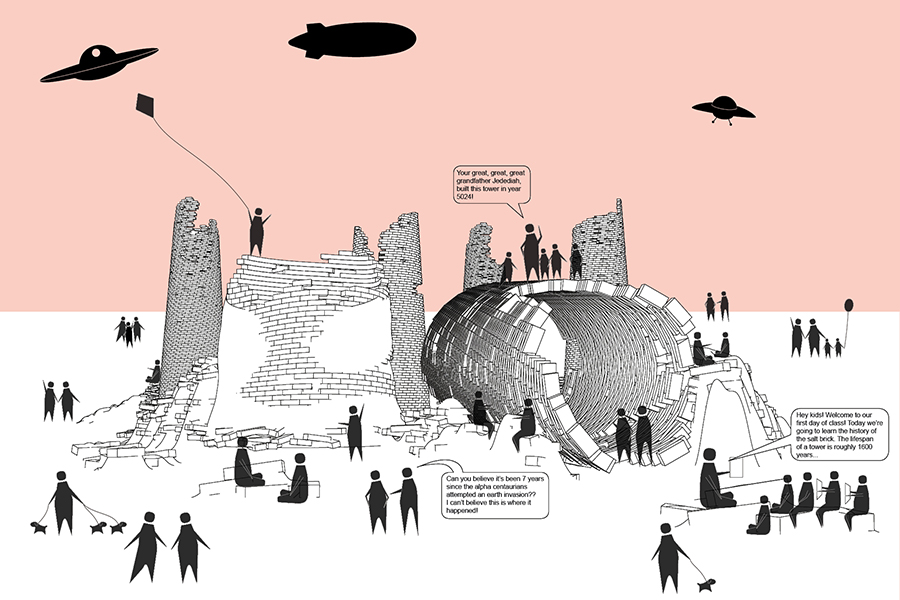 Your great, great, great
grandfather Jedediah,
built this tower in year
5024!
Hey kids! Welcome to our
first day of class! Today we're
going to learn the history of
the salt brick. The lifespan
of a tower is roughly 1600
years...
Can you believe it's been 7 years
since the alpha centaurians
attempted an earth invasion??
I can't believe this is where it
happened!